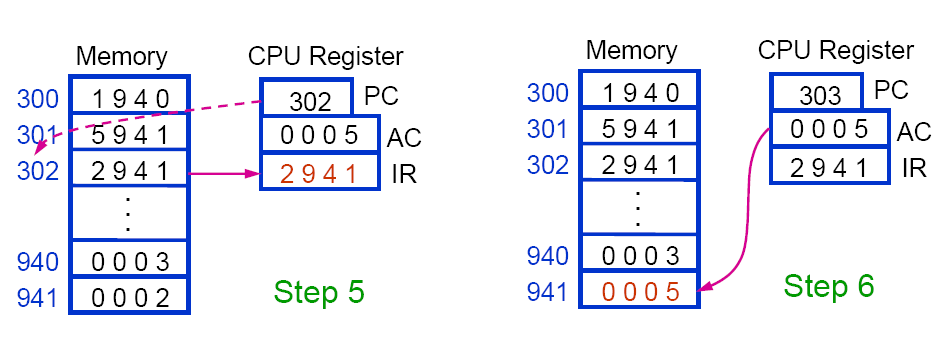 Memory
CPU Register
300
1 9 4 0
302
PC
301
5 9 4 1
0 0 0 5
AC
302
2 9 4 1
2 9 4 1
IR
940
0 0 0 3
941
0 0 0 2
Step 5
Memory
CPU Register
300
1 9 4 0
303
PC
301
5 9 4 1
0 0 0 5
AC
302
2 9 4 1
2 9 4 1
IR
940
0 0 0 3
941
0 0 0 5
Step 6